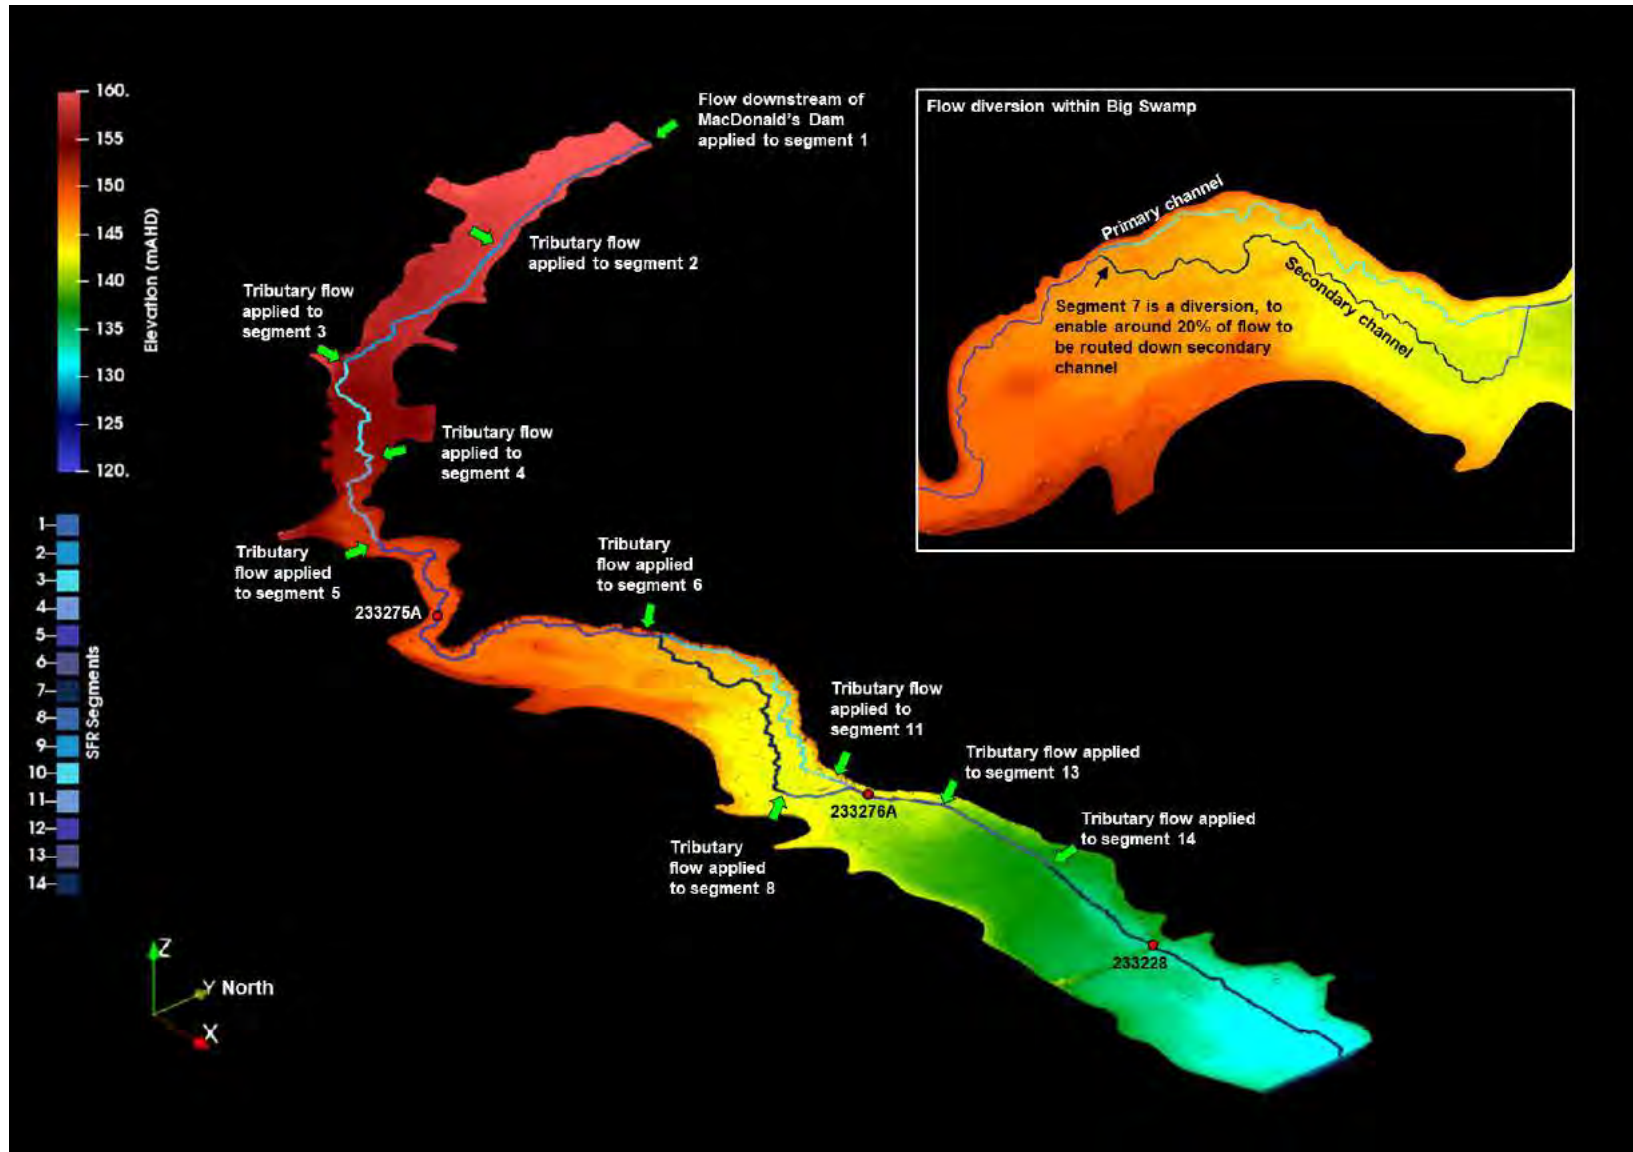 160.
155
150
145
140
135
130
125
120.
Elevation (mAHD)
1
2
3
4
5
6
7
8
9
10
11
12
13
14
SFR Segments
Flow downstream of
MacDonald's Dam
applied to segment 1
Tributary flow
applied to segment 2
Tributary flow
applied to
segment 3
Tributary flow
applied to
segment 4
Tributary
flow applied
to segment 5
233275A
Tributary
flow applied
to segment 6
Tributary flow
applied to
segment 11
233276A
Tributary
flow applied
to segment 8
Tributary flow applied
to segment 13
Tributary flow applied
to segment 14
233228
Z
Y North
X
Flow diversion within Big Swamp
Primary channel
Secondary channel
Segment 7 is a diversion, to
enable around 20% of flow to
be routed down secondary
channel